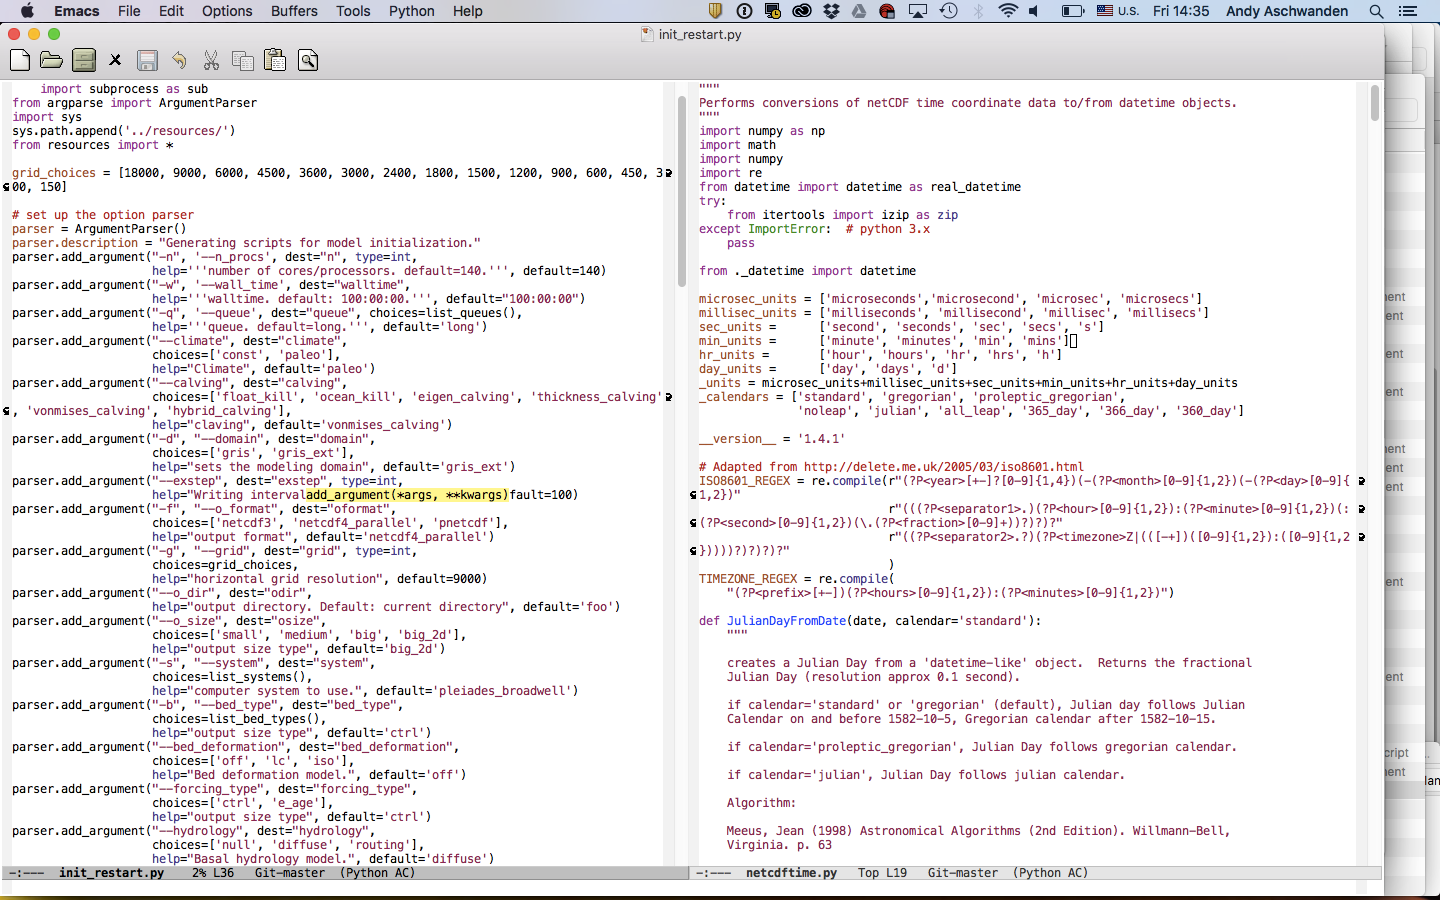 Emacs File Edit Options Buffers Tools Python Help U.S. Fri 14:35 Andy Aschwanden
init_restart.py
    import subprocess as sub
from argparse import ArgumentParser
import sys
sys.path.append('../resources/')
from resources import *
grid_choices = [18000, 9000, 6000, 4500, 3600, 3000, 2400, 1800, 1500, 1200, 900, 600, 450, 3
00, 150]
# set up the option parser
parser = ArgumentParser()
parser.description = "Generating scripts for model initialization."
parser.add_argument("-n", '--n_procs', dest="n", type=int,
                    help='''number of cores/processors. default=140.''', default=140)
parser.add_argument("-w", '--wall_time', dest="walltime",
                    help='''walltime. default: 100:00:00.''', default="100:00:00")
parser.add_argument("-q", '--queue', dest="queue", choices=list_queues(),
                    help='''queue. default=long.''', default='long')
parser.add_argument("--climate", dest="climate",
                    choices=['const', 'paleo'],
                    help="Climate", default='paleo')
parser.add_argument("--calving", dest="calving",
                    choices=['float_kill', 'ocean_kill', 'eigen_calving', 'thickness_calving'
, 'vonmises_calving', 'hybrid_calving'],
                    help="claving", default='vonmises_calving')
parser.add_argument("-d", "--domain", dest="domain",
                    choices=['gris', 'gris_ext'],
                    help="sets the modeling domain", default='gris_ext')
parser.add_argument("--exstep", dest="exstep", type=int,
                    help="Writing intervaladd_argument(*args, **kwargs)fault=100)
parser.add_argument("-f", "--o_format", dest="oformat",
                    choices=['netcdf3', 'netcdf4_parallel', 'pnetcdf'],
                    help="output format", default='netcdf4_parallel')
parser.add_argument("-g", "--grid", dest="grid", type=int,
                    choices=grid_choices,
                    help="horizontal grid resolution", default=9000)
parser.add_argument("--o_dir", dest="odir",
                    help="output directory. Default: current directory", default='foo')
parser.add_argument("--o_size", dest="osize",
                    choices=['small', 'medium', 'big', 'big_2d'],
                    help="output size type", default='big_2d')
parser.add_argument("-s", "--system", dest="system",
                    choices=list_systems(),
                    help="computer system to use.", default='pleiades_broadwell')
parser.add_argument("-b", "--bed_type", dest="bed_type",
                    choices=list_bed_types(),
                    help="output size type", default='ctrl')
parser.add_argument("--bed_deformation", dest="bed_deformation",
                    choices=['off', 'lc', 'iso'],
                    help="Bed deformation model.", default='off')
parser.add_argument("--forcing_type", dest="forcing_type",
                    choices=['ctrl', 'e_age'],
                    help="output size type", default='ctrl')
parser.add_argument("--hydrology", dest="hydrology",
                    choices=['null', 'diffuse', 'routing'],
                    help="Basal hydrology model.", default='diffuse')
-:---  init_restart.py   2% L36   Git-master  (Python AC)
"""
Performs conversions of netCDF time coordinate data to/from datetime objects.
"""
import numpy as np
import math
import numpy
import re
from datetime import datetime as real_datetime
try:
    from itertools import izip as zip
except ImportError:  # python 3.x
    pass
from ._datetime import datetime
microsec_units = ['microseconds','microsecond', 'microsec', 'microsecs']
millisec_units = ['milliseconds', 'millisecond', 'millisec', 'millisecs']
sec_units =      ['second', 'seconds', 'sec', 'secs', 's']
min_units =      ['minute', 'minutes', 'min', 'mins']
hr_units =       ['hour', 'hours', 'hr', 'hrs', 'h']
day_units =      ['day', 'days', 'd']
_units = microsec_units+millisec_units+sec_units+min_units+hr_units+day_units
_calendars = ['standard', 'gregorian', 'proleptic_gregorian',
              'noleap', 'julian', 'all_leap', '365_day', '366_day', '360_day']
__version__ = '1.4.1'
# Adapted from http://delete.me.uk/2005/03/iso8601.html
ISO8601_REGEX = re.compile(r"(?P<year>[+-]?[0-9]{1,4})(-(?P<month>[0-9]{1,2})(-(?P<day>[0-9]{
1,2})"
                           r"(((?P<separator1>.)(?P<hour>[0-9]{1,2}):(?P<minute>[0-9]{1,2})(:
(?P<second>[0-9]{1,2})(\.(?P<fraction>[0-9]+))?)?)?"
                           r"((?P<separator2>.?)(?P<timezone>Z|(([-+])([0-9]{1,2}):([0-9]{1,2
}))))?)?)?)?"
                           )
TIMEZONE_REGEX = re.compile(
    "(?P<prefix>[+-])(?P<hours>[0-9]{1,2}):(?P<minutes>[0-9]{1,2})")
def JulianDayFromDate(date, calendar='standard'):
    """
    creates a Julian Day from a 'datetime-like' object.  Returns the fractional
    Julian Day (resolution approx 0.1 second).
    if calendar='standard' or 'gregorian' (default), Julian day follows Julian
    Calendar on and before 1582-10-5, Gregorian calendar after 1582-10-15.
    if calendar='proleptic_gregorian', Julian Day follows gregorian calendar.
    if calendar='julian', Julian Day follows julian calendar.
    Algorithm:
    Meeus, Jean (1998) Astronomical Algorithms (2nd Edition). Willmann-Bell,
    Virginia. p. 63
-:---  netcdftime.py   Top L19   Git-master  (Python AC)